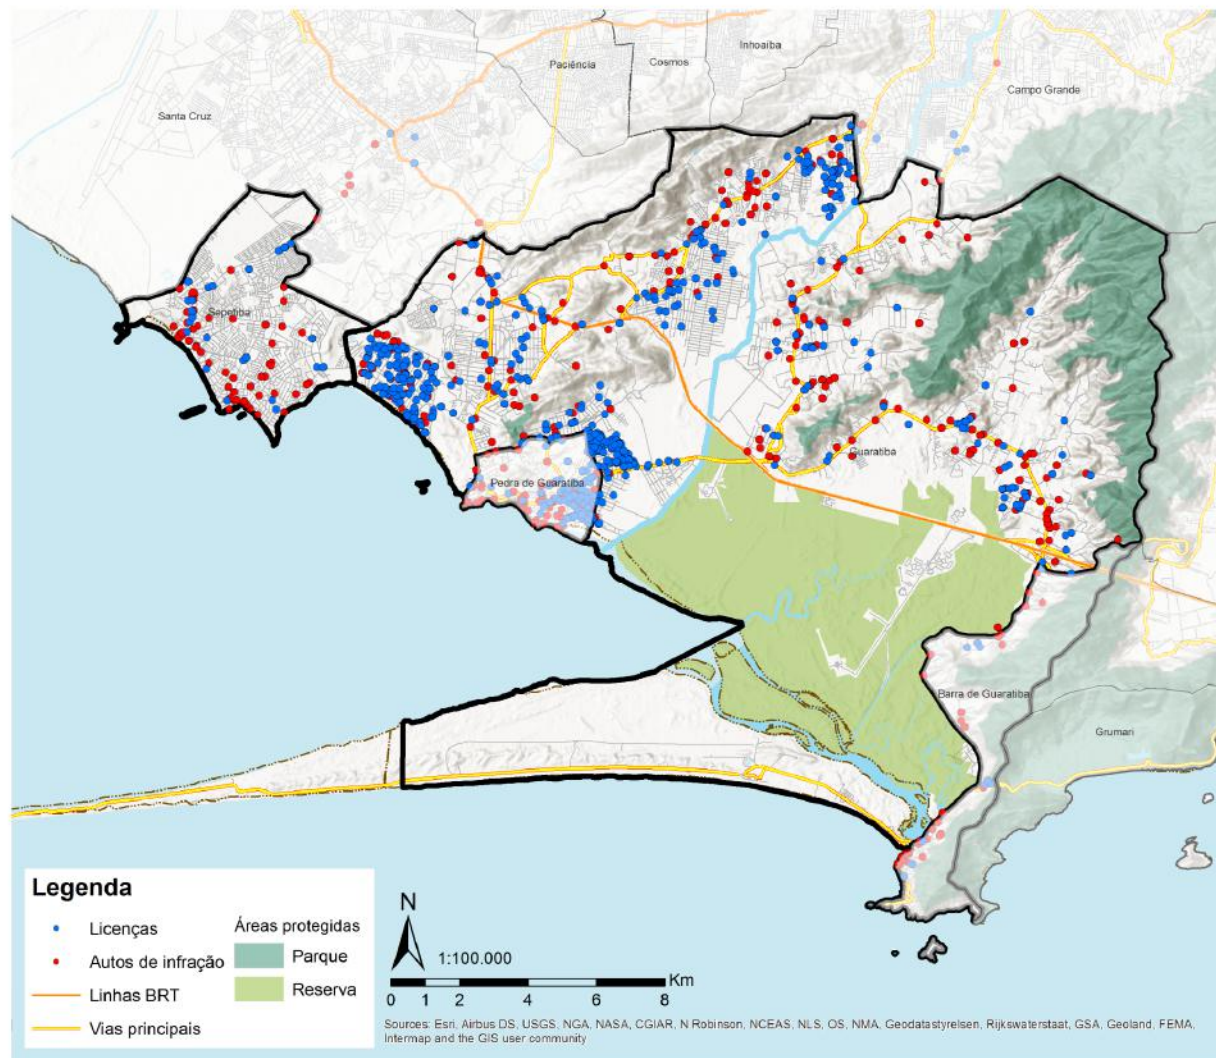 Inhoaíba
Paciência
Cosmos
Campo Grande
Santa Cruz
Sepetiba
Guaratiba
Pedra de Guaratiba
Barra de Guaratiba
Grumari
Legenda
Licenças
Autos de infração
Linhas BRT
Vias principais
Áreas protegidas
Parque
Reserva
N
1:100.000
Km
0 1 2 4 6 8
Sources: Esri, Airbus DS, USGS, NGA, NASA, CGIAR, N Robinson, NCEAS, NLS, OS, NMA, Geodatastyrelsen, Rijkswaterstaat, GSA, Geoland, FEMA,
Intermap and the GIS user community